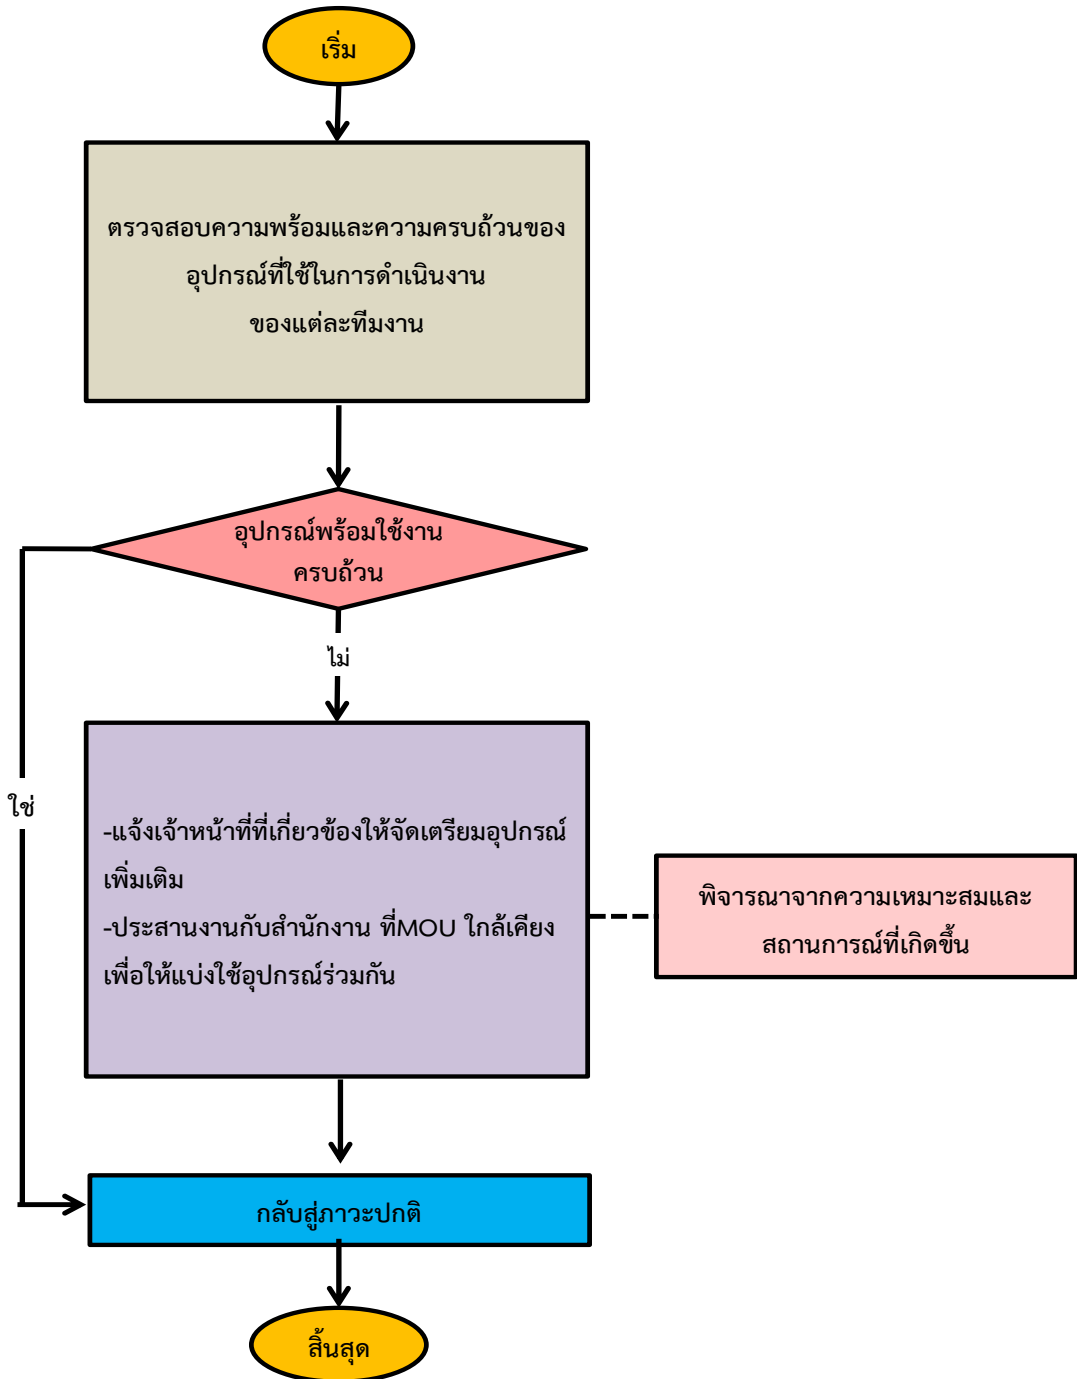 เริ่ม
ตรวจสอบความพร้อมและความครบถ้วนของ
อุปกรณ์ที่ใช้ในการดำเนินงาน
ของแต่ละทีมงาน
อุปกรณ์พร้อมใช้งาน
ครบถ้วน
ไม่
ใช่
-แจ้งเจ้าหน้าที่ที่เกี่ยวข้องให้จัดเตรียมอุปกรณ์
เพิ่มเติม
-ประสานงานกับสำนักงาน ที่MOU ใกล้เคียง
เพื่อให้แบ่งใช้อุปกรณ์ร่วมกัน
พิจารณาจากความเหมาะสมและ
สถานการณ์ที่เกิดขึ้น
กลับสู่ภาวะปกติ
สิ้นสุด